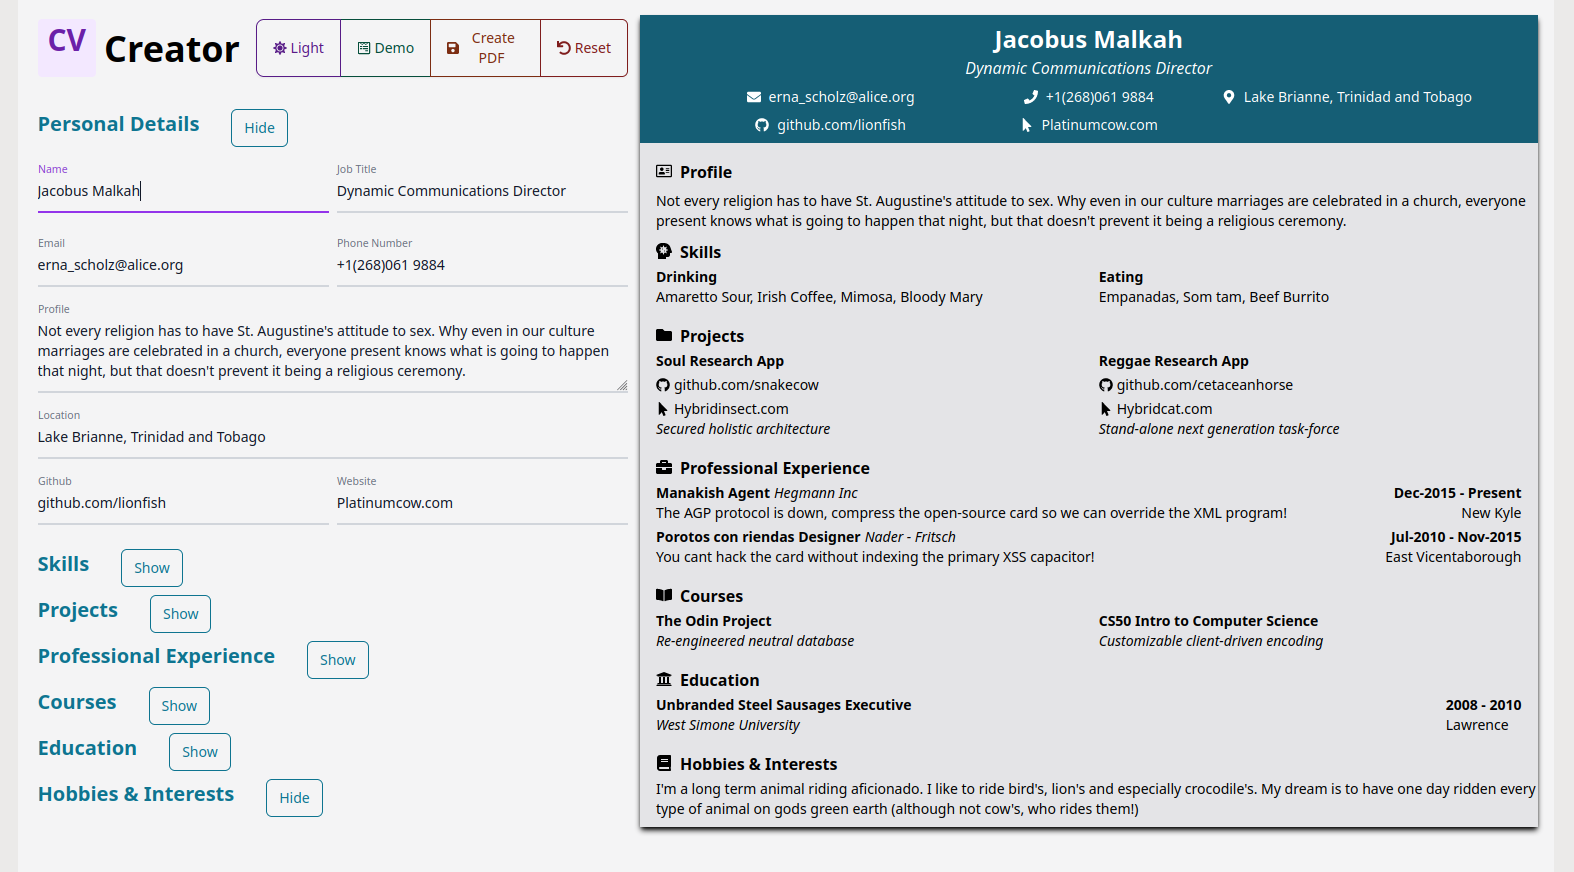 CV Creator
Light
Demo
Create
PDF
Reset
Personal Details
Hide
Name
Jacobus Malkah
Job Title
Dynamic Communications Director
Email
erna_scholz@alice.org
Phone Number
+1(268)061 9884
Profile
Not every religion has to have St. Augustine's attitude to sex. Why even in our culture
marriages are celebrated in a church, everyone present knows what is going to happen
that night, but that doesn't prevent it being a religious ceremony.
Location
Lake Brianne, Trinidad and Tobago
Github
github.com/lionfish
Website
Platinumcow.com
Skills
Show
Projects
Show
Professional Experience
Show
Courses
Show
Education
Show
Hobbies & Interests
Hide
Jacobus Malkah
Dynamic Communications Director
erna_scholz@alice.org
+1(268)061 9884
Lake Brianne, Trinidad and Tobago
github.com/lionfish
Platinumcow.com
Profile
Not every religion has to have St. Augustine's attitude to sex. Why even in our culture marriages are celebrated in a church, everyone
present knows what is going to happen that night, but that doesn't prevent it being a religious ceremony.
Skills
Drinking
Amaretto Sour, Irish Coffee, Mimosa, Bloody Mary
Eating
Empanadas, Som tam, Beef Burrito
Projects
Soul Research App
github.com/snakecow
Hybridinsect.com
Secured holistic architecture
Reggae Research App
github.com/cetaceanhorse
Hybridcat.com
Stand-alone next generation task-force
Professional Experience
Manakish Agent Hegmann Inc
Dec-2015 - Present
The AGP protocol is down, compress the open-source card so we can override the XML program!
New Kyle
Porotos con riendas Designer Nader - Fritsch
Jul-2010 - Nov-2015
You cant hack the card without indexing the primary XSS capacitor!
East Vicentaborough
Courses
The Odin Project
Re-engineered neutral database
CS50 Intro to Computer Science
Customizable client-driven encoding
Education
Unbranded Steel Sausages Executive
2008 - 2010
West Simone University
Lawrence
Hobbies & Interests
I'm a long term animal riding aficionado. I like to ride bird's, lion's and especially crocodile's. My dream is to have one day ridden every
type of animal on gods green earth (although not cow's, who rides them!)